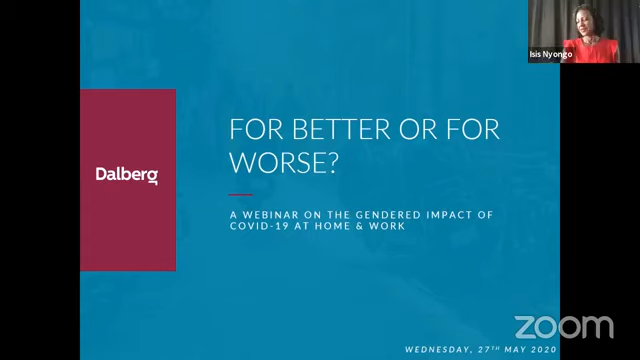 Isis Nyongo
Dalberg
FOR BETTER OR FOR
WORSE?
A WEBINAR ON THE GENDERED IMPACT OF
COVID-19 AT HOME & WORK
zoom
WEDNESDAY, 27TH MAY 2020